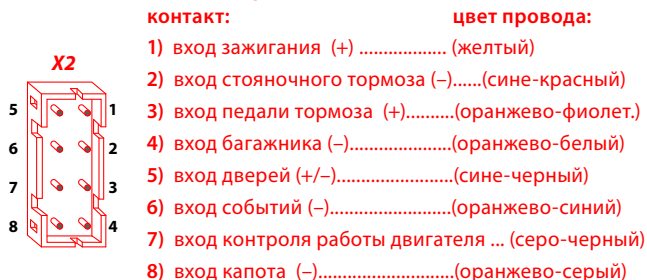 контакт: цвет провода:
X2
1) вход зажигания (+) .................. (желтый)
2) вход стояночного тормоза (–)......(сине-красный)
3) вход педали тормоза (+)..........(оранжево-фиолет.)
4) вход багажника (–).....................(оранжево-белый)
5) вход дверей (+/–)........................(сине-черный)
6) вход событий (–).........................(оранжево-синий)
7) вход контроля работы двигателя ... (серо-черный)
8) вход капота (–)............................(оранжево-серый)
5 1
6 2
7 3
8 4